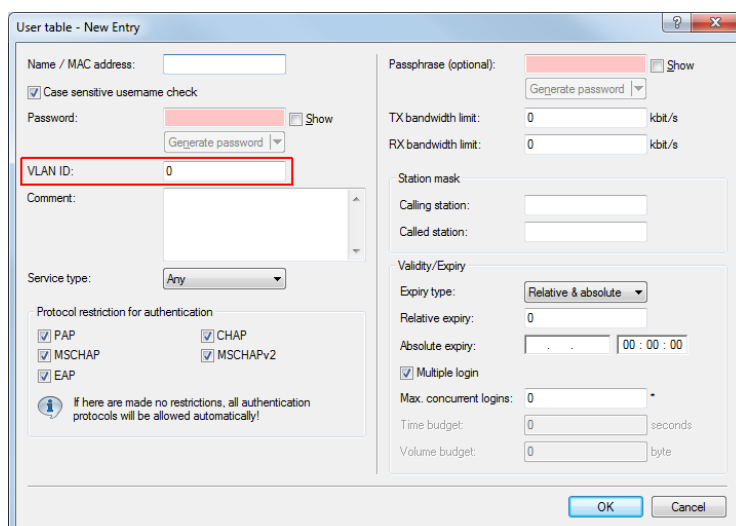 User table - New Entry
Name / MAC address:
Case sensitive username check
Password:
Show
Generate password
VLAN ID:
0
Comment:
Service type:
Any
Protocol restriction for authentication
PAP
CHAP
MSCHAP
MSCHAPv2
EAP
If here are made no restrictions, all authentication
protocols will be allowed automatically!
Passphrase (optional):
Show
Generate password
TX bandwidth limit:
0
kbit/s
RX bandwidth limit:
0
kbit/s
Station mask
Calling station:
Called station:
Validity/Expiry
Expiry type:
Relative & absolute
Relative expiry:
0
Absolute expiry:
. .
00 : 00 : 00
Multiple login
Max. concurrent logins:
0
*
Time budget:
0
seconds
Volume budget:
0
byte
OK
Cancel